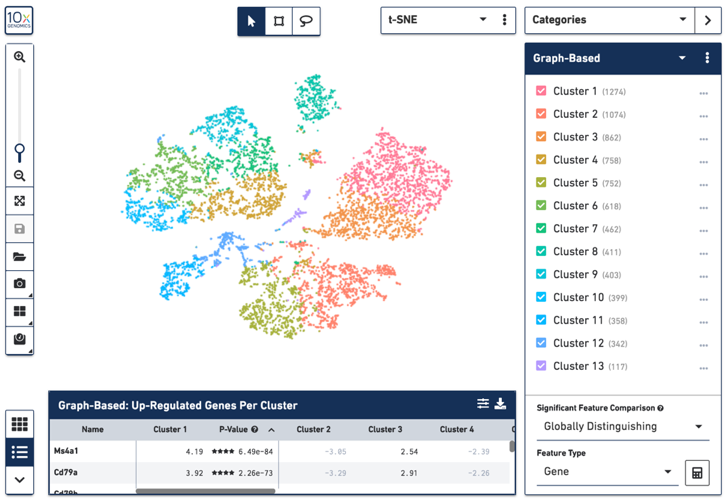 10x
GENOMICS
t-SNE
Categories
Graph-Based
Cluster 1 (1274)
Cluster 2 (1074)
Cluster 3 (862)
Cluster 4 (758)
Cluster 5 (752)
Cluster 6 (618)
Cluster 7 (462)
Cluster 8 (411)
Cluster 9 (403)
Cluster 10 (399)
Cluster 11 (358)
Cluster 12 (342)
Cluster 13 (117)
Significant Feature Comparison
Globally Distinguishing
Feature Type
Gene
Graph-Based: Up-Regulated Genes Per Cluster
Name Cluster 1 P-Value Cluster 2 Cluster 3 Cluster 4 C
Ms4a1 4.19 **** 6.49e-84 -3.05 2.54 -2.39
Cd79a 3.92 **** 2.26e-73 -3.29 2.91 -2.26
Cd79b